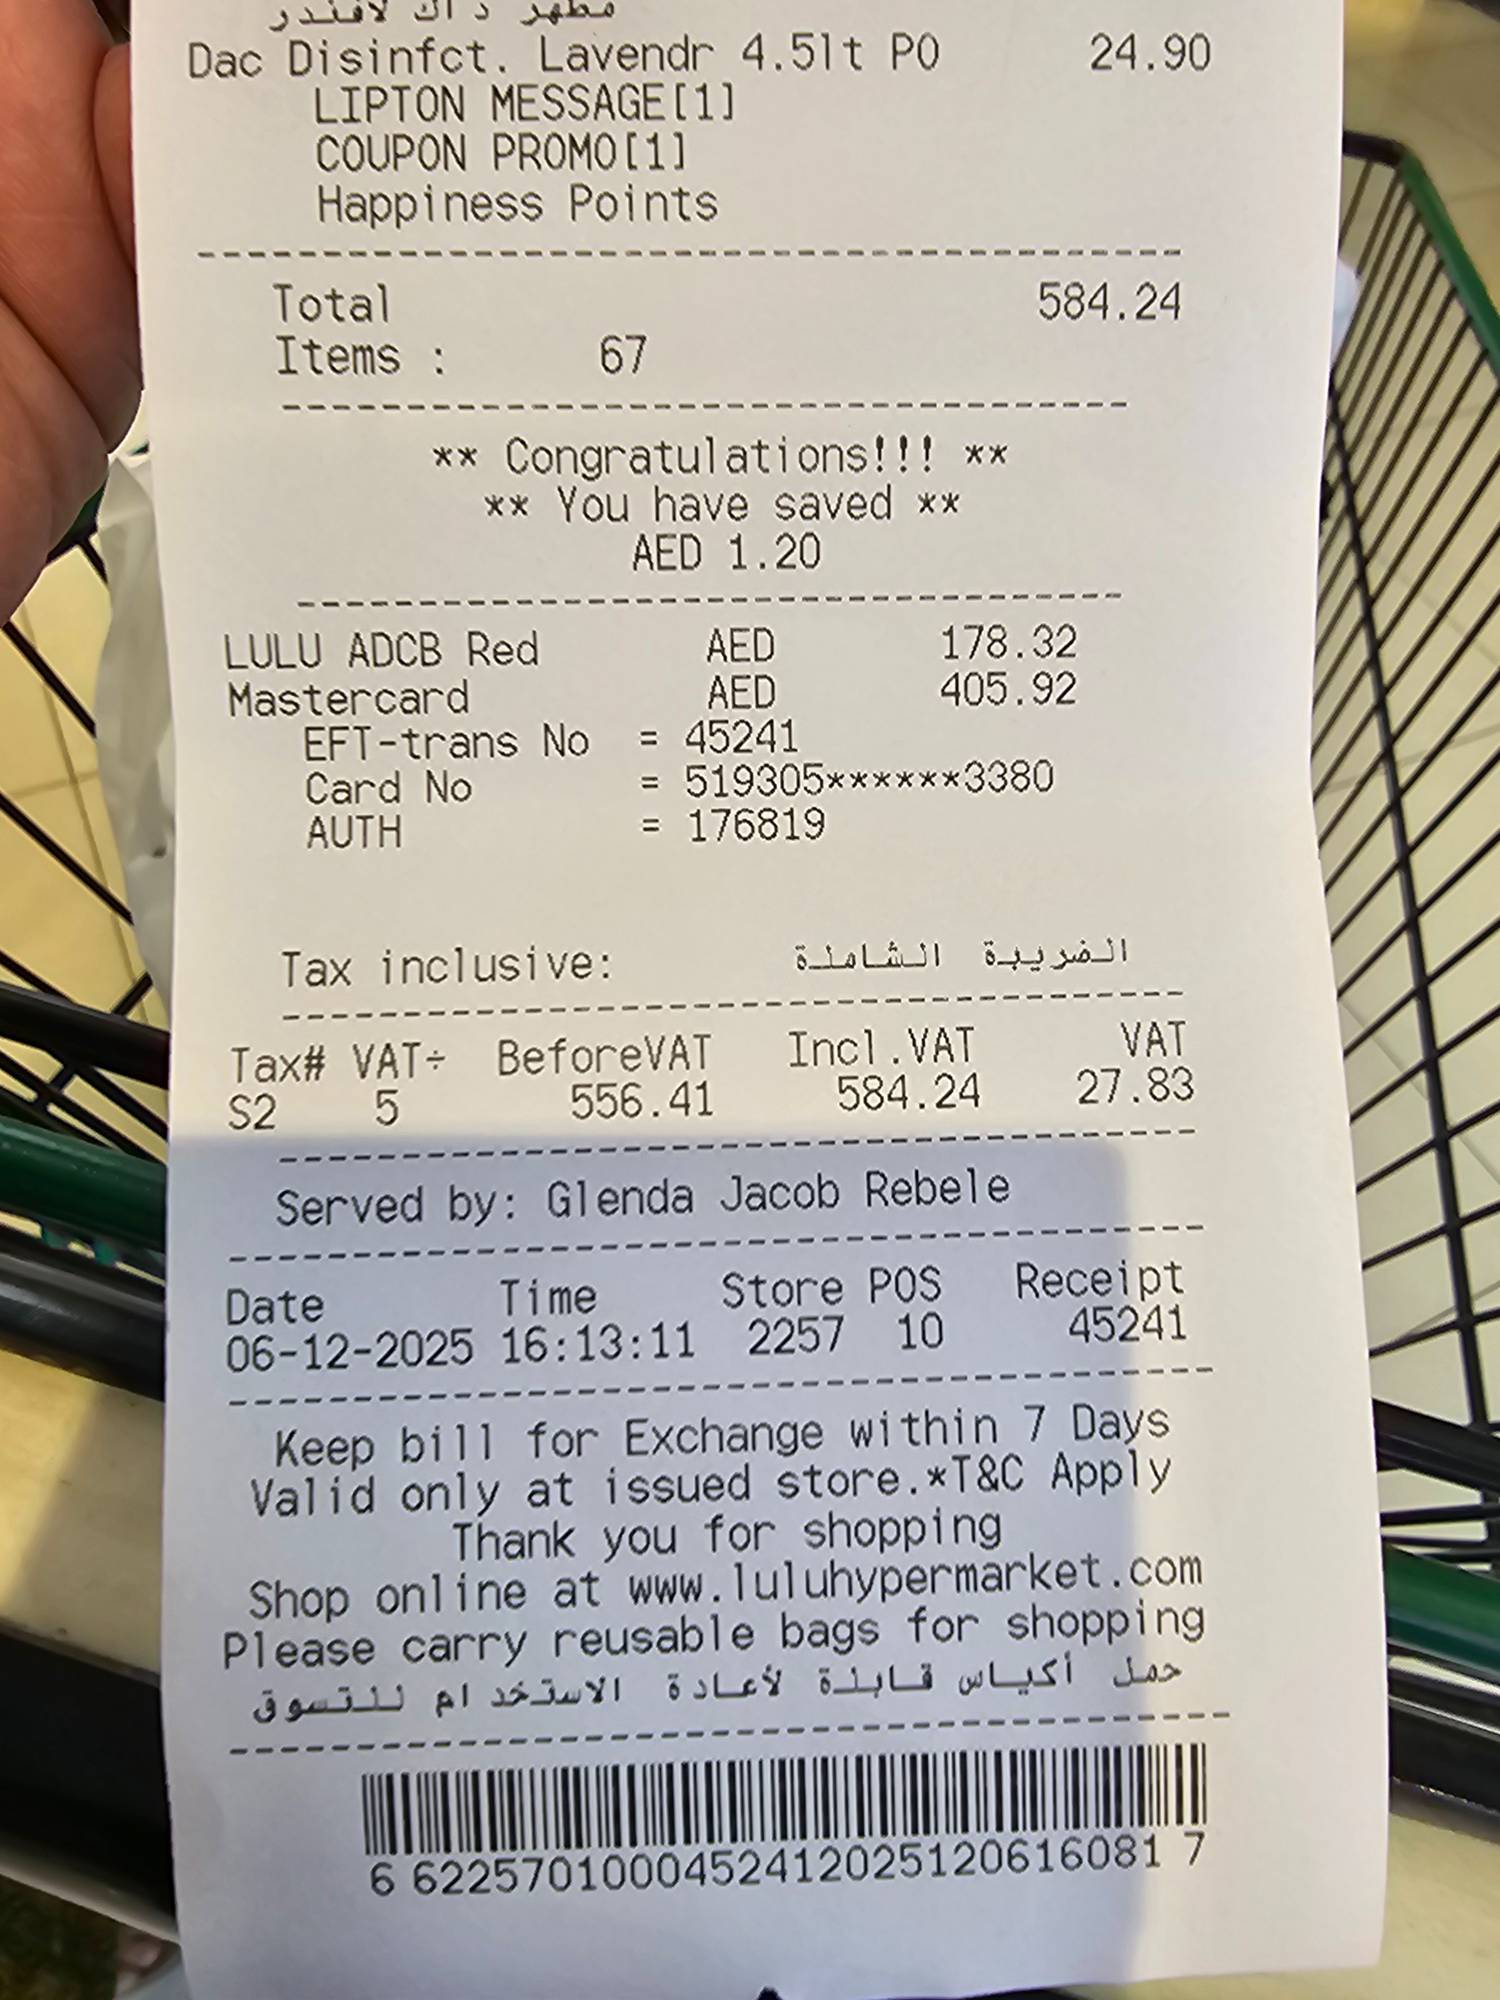 مطهر داك لافندر
Dac Disinfct. Lavendr 4.5lt PO 24.90
LIPTON MESSAGE[1]
COUPON PROMO[1]
Happiness Points
Total 584.24
Items : 67
** Congratulations!!! **
** You have saved **
AED 1.20
LULU ADCB Red AED 178.32
Mastercard AED 405.92
EFT-trans No = 45241
Card No = 519305******3380
AUTH = 176819
Tax inclusive: الضريبة الشاملة
Tax# VAT÷ BeforeVAT Incl.VAT VAT
S2 5 556.41 584.24 27.83
Served by: Glenda Jacob Rebele
Date Time Store POS Receipt
06-12-2025 16:13:11 2257 10 45241
Keep bill for Exchange within 7 Days
Valid only at issued store.*T&C Apply
Thank you for shopping
Shop online at www.luluhypermarket.com
Please carry reusable bags for shopping
حمل أكياس قابلة لأعادة الاستخدام للتسوق
6 6225701000452412025120616081 7